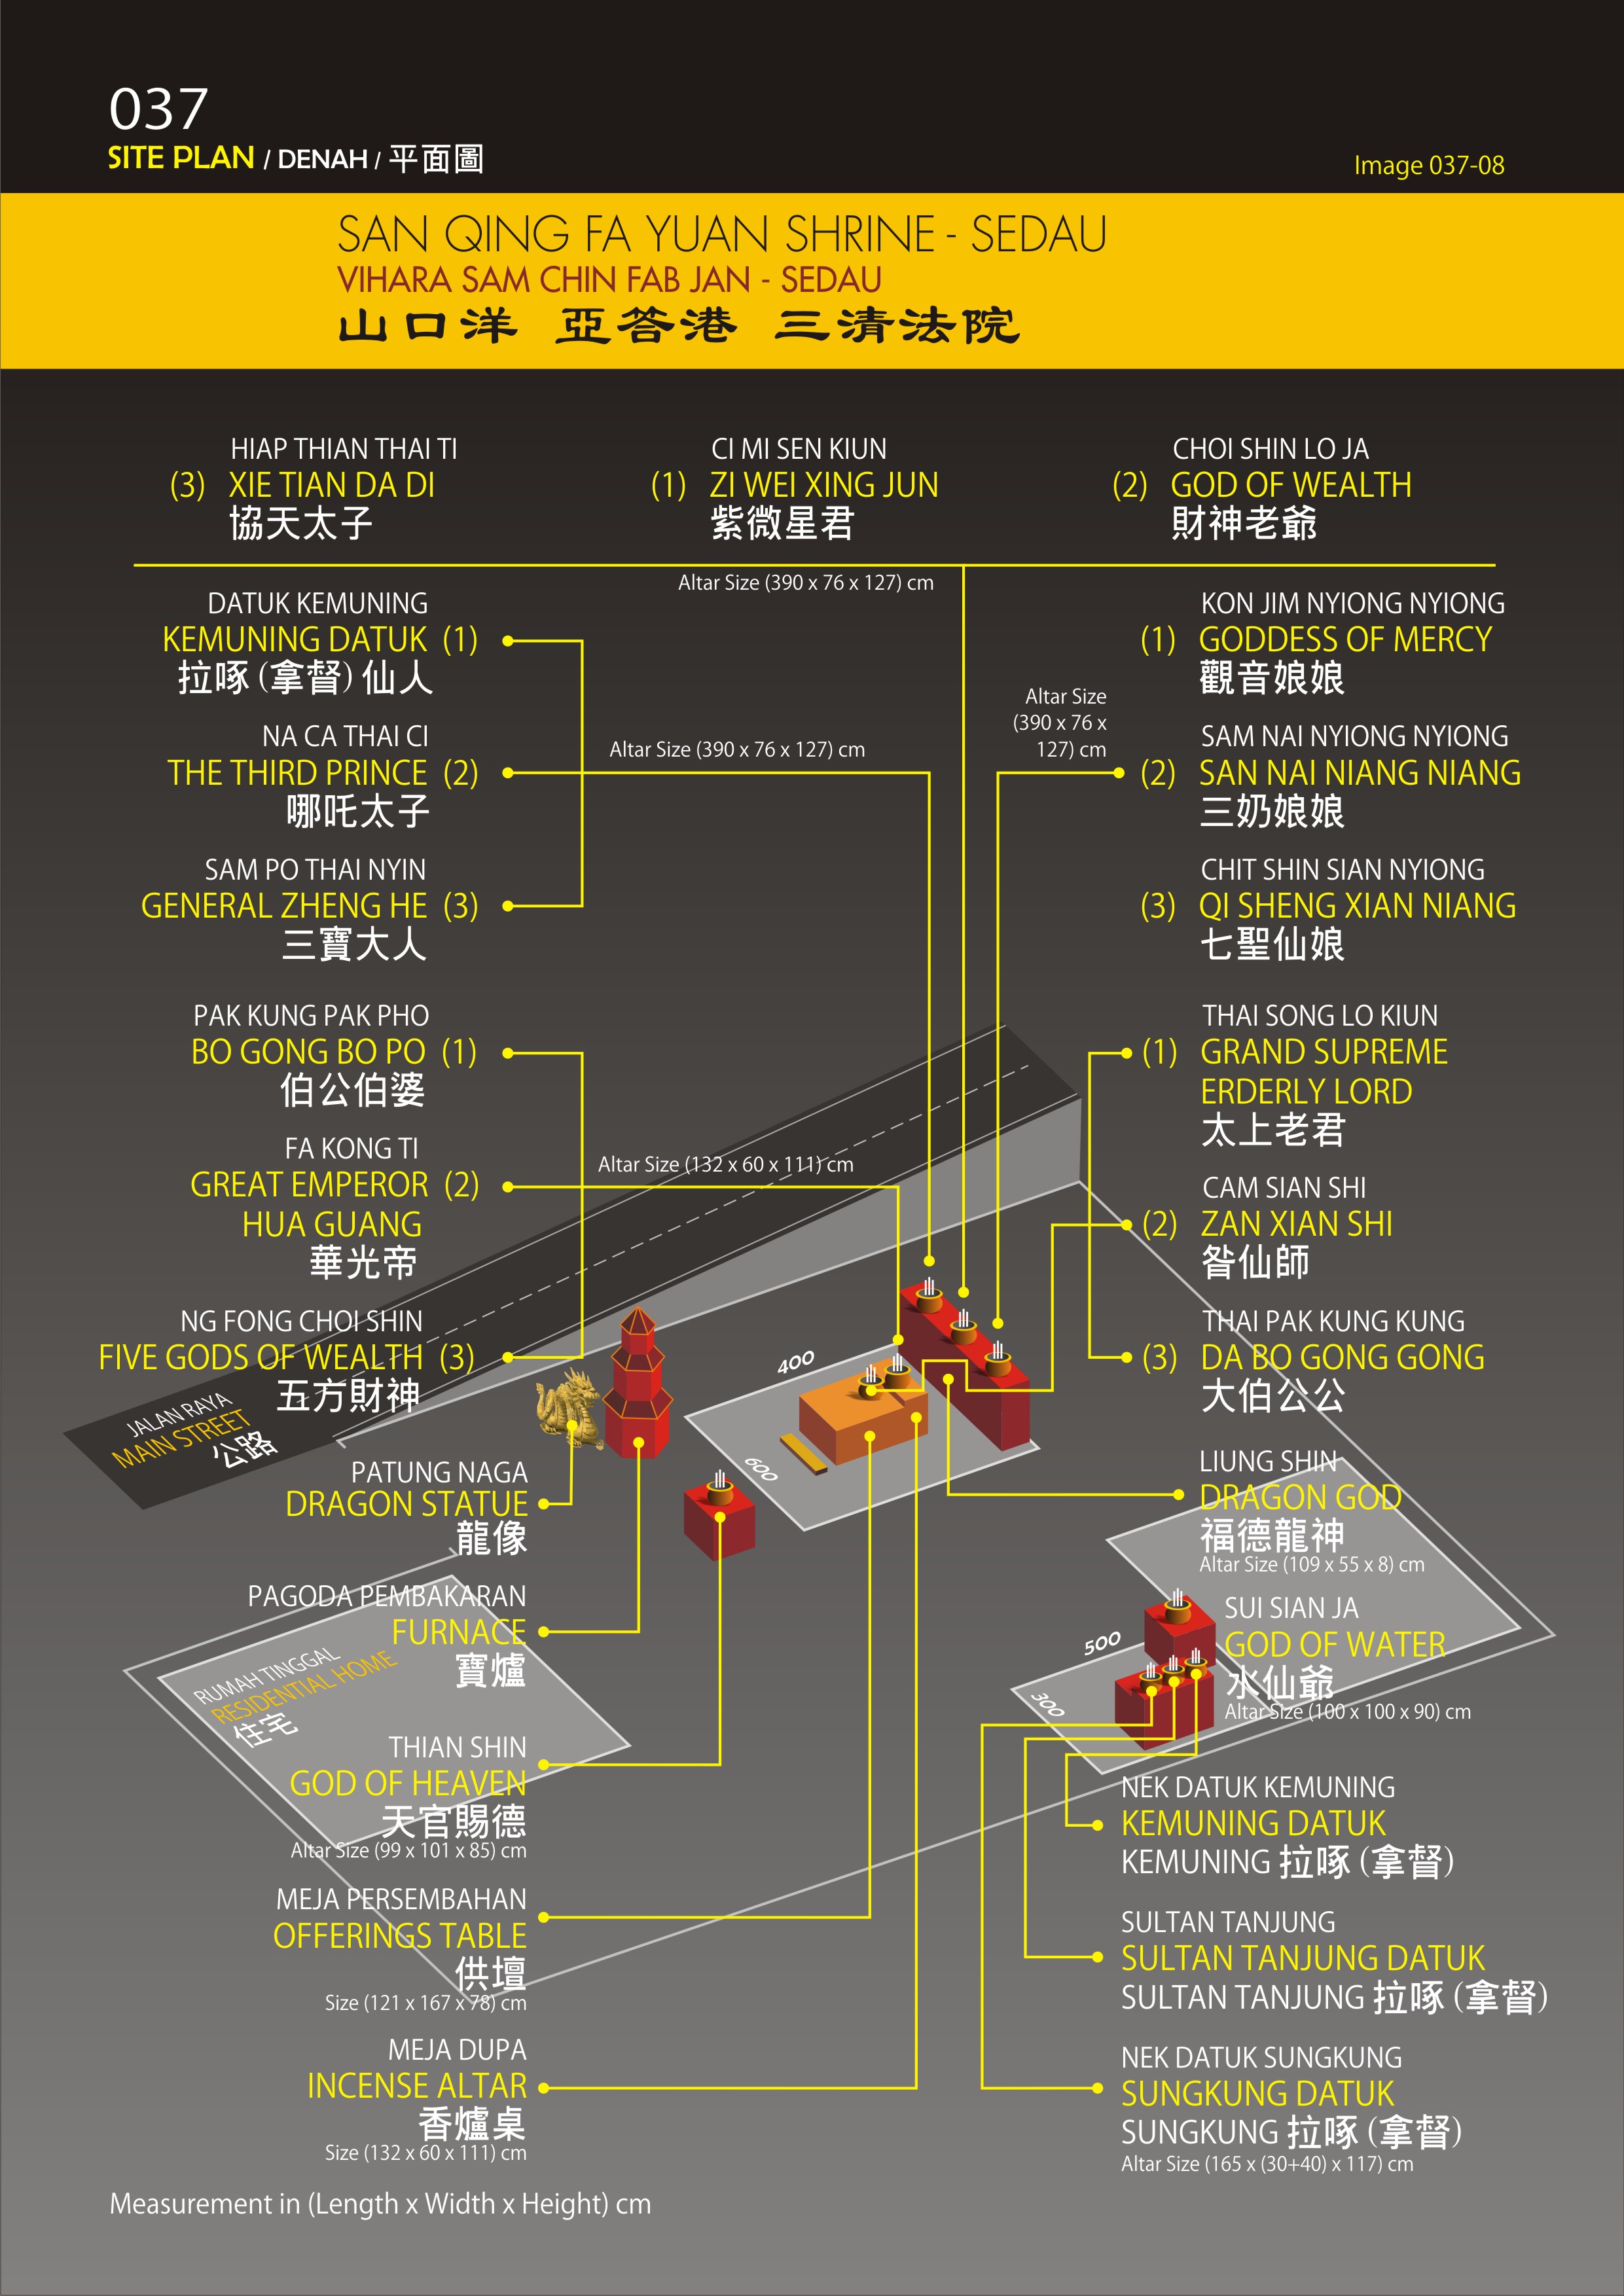 037
SITE PLAN / DENAH / 平面圖
Image 037-08
SAN QING FA YUAN SHRINE - SEDAU
VIHARA SAM CHIN FAB JAN - SEDAU
山口洋 亞答港 三清法院
HIAP THIAN THAI TI
(3) XIE TIAN DA DI
協天太子
CI MI SEN KIUN
(1) ZI WEI XING JUN
紫微星君
CHOI SHIN LO JA
(2) GOD OF WEALTH
財神老爺
Altar Size (390 x 76 x 127) cm
DATUK KEMUNING
KEMUNING DATUK (1)
拉啄 (拿督) 仙人
NA CA THAI CI
THE THIRD PRINCE (2)
哪吒太子
Altar Size (390 x 76 x 127) cm
SAM PO THAI NYIN
GENERAL ZHENG HE (3)
三寶大人
KON JIM NYIONG NYIONG
(1) GODDESS OF MERCY
觀音娘娘
Altar Size
(390 x 76 x
127) cm
SAM NAI NYIONG NYIONG
(2) SAN NAI NIANG NIANG
三奶娘娘
CHIT SHIN SIAN NYIONG
(3) QI SHENG XIAN NIANG
七聖仙娘
PAK KUNG PAK PHO
BO GONG BO PO (1)
伯公伯婆
FA KONG TI
GREAT EMPEROR (2)
HUA GUANG
華光帝
Altar Size (132 x 60 x 111) cm
NG FONG CHOI SHIN
FIVE GODS OF WEALTH (3)
五方財神
THAI SONG LO KIUN
(1) GRAND SUPREME
ERDERLY LORD
太上老君
CAM SIAN SHI
(2) ZAN XIAN SHI
昝仙師
THAI PAK KUNG KUNG
(3) DA BO GONG GONG
大伯公公
JALAN RAYA
MAIN STREET
公路
400
600
PATUNG NAGA
DRAGON STATUE
龍像
LIUNG SHIN
DRAGON GOD
福德龍神
Altar Size (109 x 55 x 8) cm
PAGODA PEMBAKARAN
FURNACE
寶爐
SUI SIAN JA
GOD OF WATER
水仙爺
Altar Size (100 x 100 x 90) cm
500
300
RUMAH TINGGAL
RESIDENTIAL HOME
住宅
THIAN SHIN
GOD OF HEAVEN
天官賜德
Altar Size (99 x 101 x 85) cm
NEK DATUK KEMUNING
KEMUNING DATUK
KEMUNING 拉啄 (拿督)
MEJA PERSEMBAHAN
OFFERINGS TABLE
供壇
Size (121 x 167 x 78) cm
SULTAN TANJUNG
SULTAN TANJUNG DATUK
SULTAN TANJUNG 拉啄 (拿督)
MEJA DUPA
INCENSE ALTAR
香爐桌
Size (132 x 60 x 111) cm
NEK DATUK SUNGKUNG
SUNGKUNG DATUK
SUNGKUNG 拉啄 (拿督)
Altar Size (165 x (30+40) x 117) cm
Measurement in (Length x Width x Height) cm